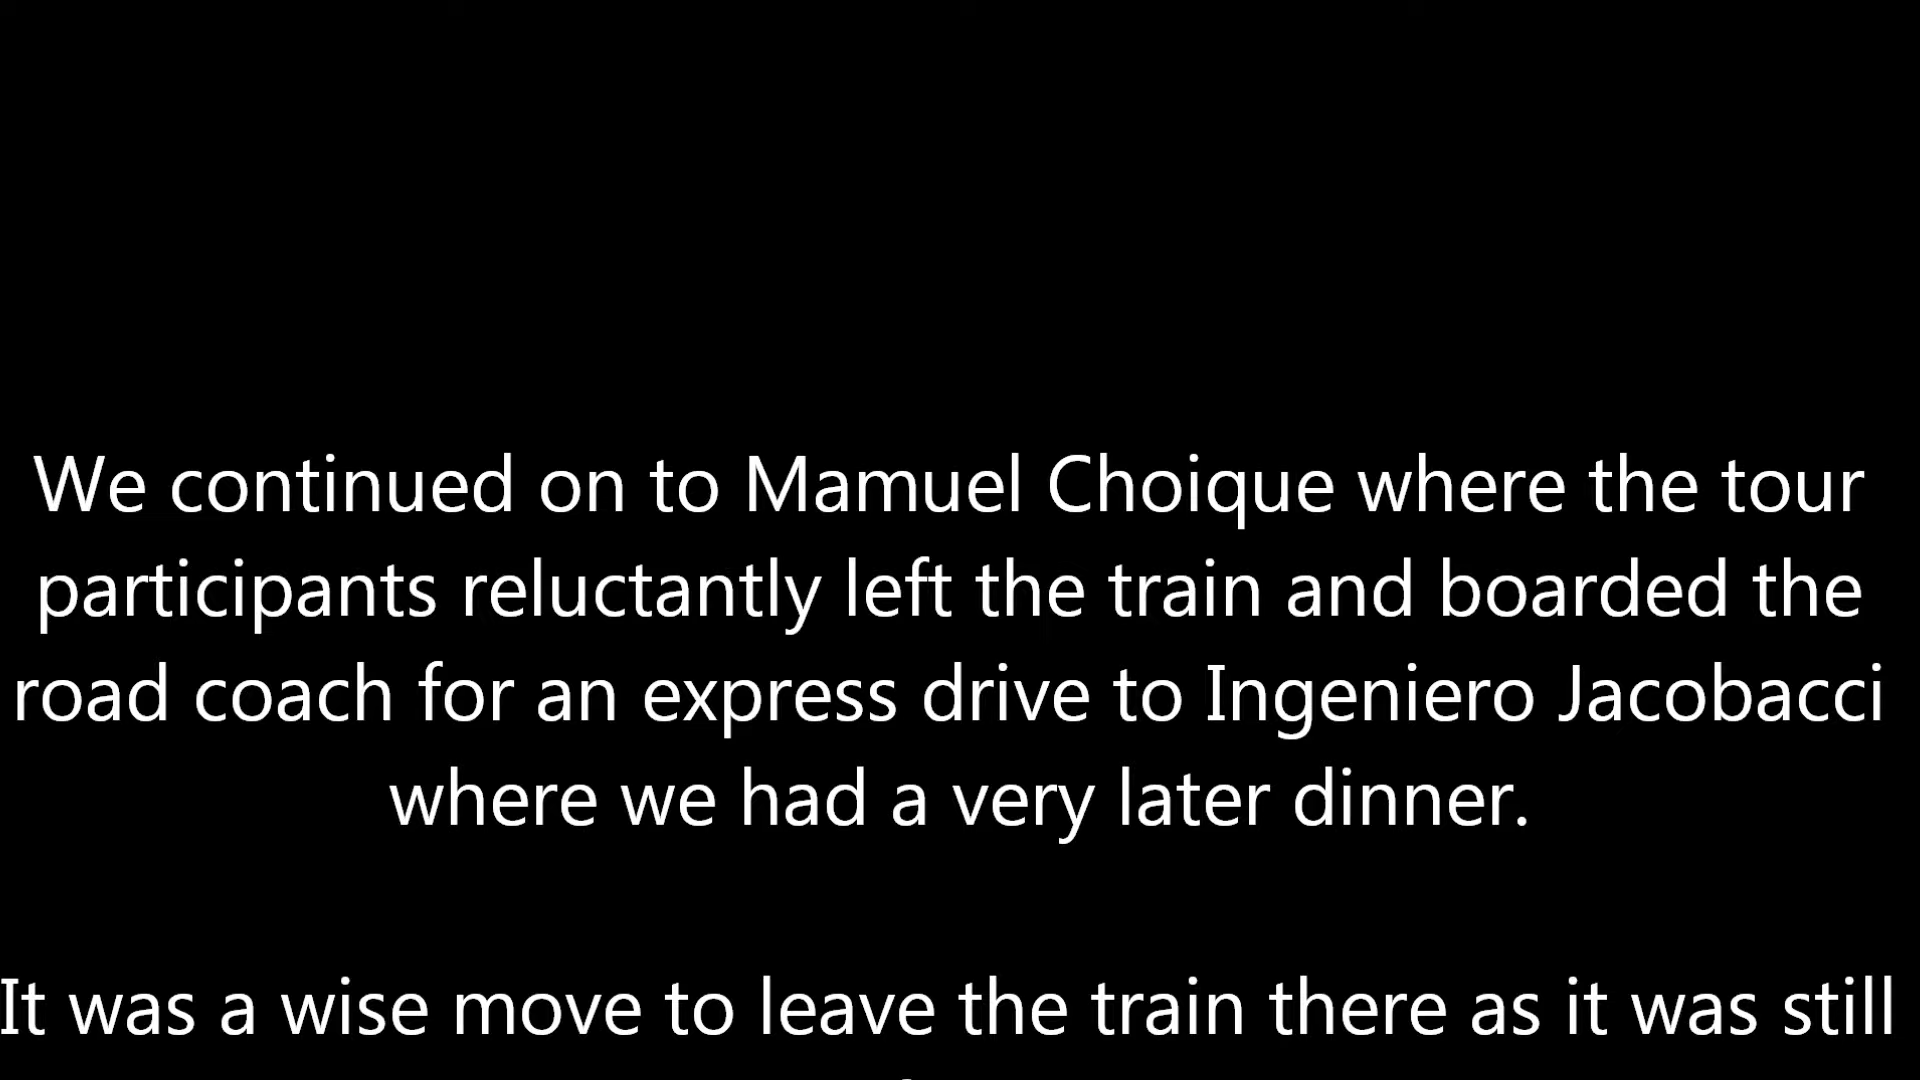 We continued on to Mamuel Choique where the tour
participants reluctantly left the train and boarded the
road coach for an express drive to Ingeniero Jacobacci
where we had a very later dinner.
It was a wise move to leave the train there as it was still